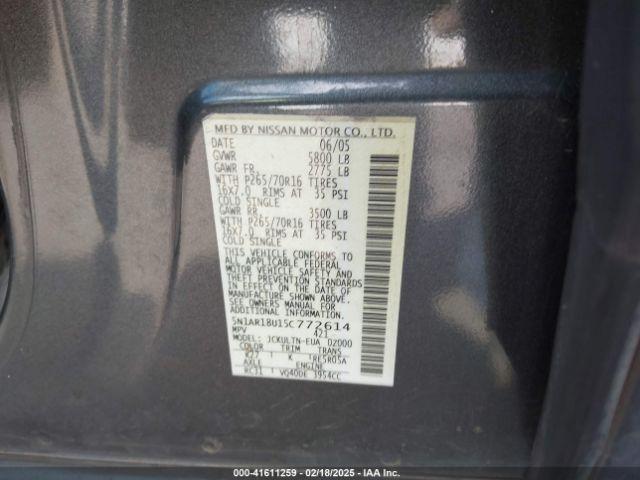 MFD BY NISSAN MOTOR CO., LTD.
DATE 06/05
GVWR 5800 LB
GAWR FR. 2775 LB
WITH P265/70R16 TIRES
16X7.0 RIMS AT 35 PSI
COLD SINGLE
GAWR RR. 3500 LB
WITH P265/70R16 TIRES
16X7.0 RIMS AT 35 PSI
COLD SINGLE
THIS VEHICLE CONFORMS TO
ALL APPLICABLE FEDERAL
MOTOR VEHICLE SAFETY AND
THEFT PREVENTION STANDARDS
IN EFFECT ON THE DATE OF
MANUFACTURE SHOWN ABOVE.
SEE OWNERS MANUAL FOR
ADDITIONAL INFORMATION
5N1AR18U15C772614
MPV 421
MODEL: JCKULTN-EUA D2000
COLOR TRIM TRANS
K27 K TRE5R05A
AXLE ENGINE
RC31 VQ40DE 3954CC
000-41611259 - 02/18/2025 - IAA Inc.